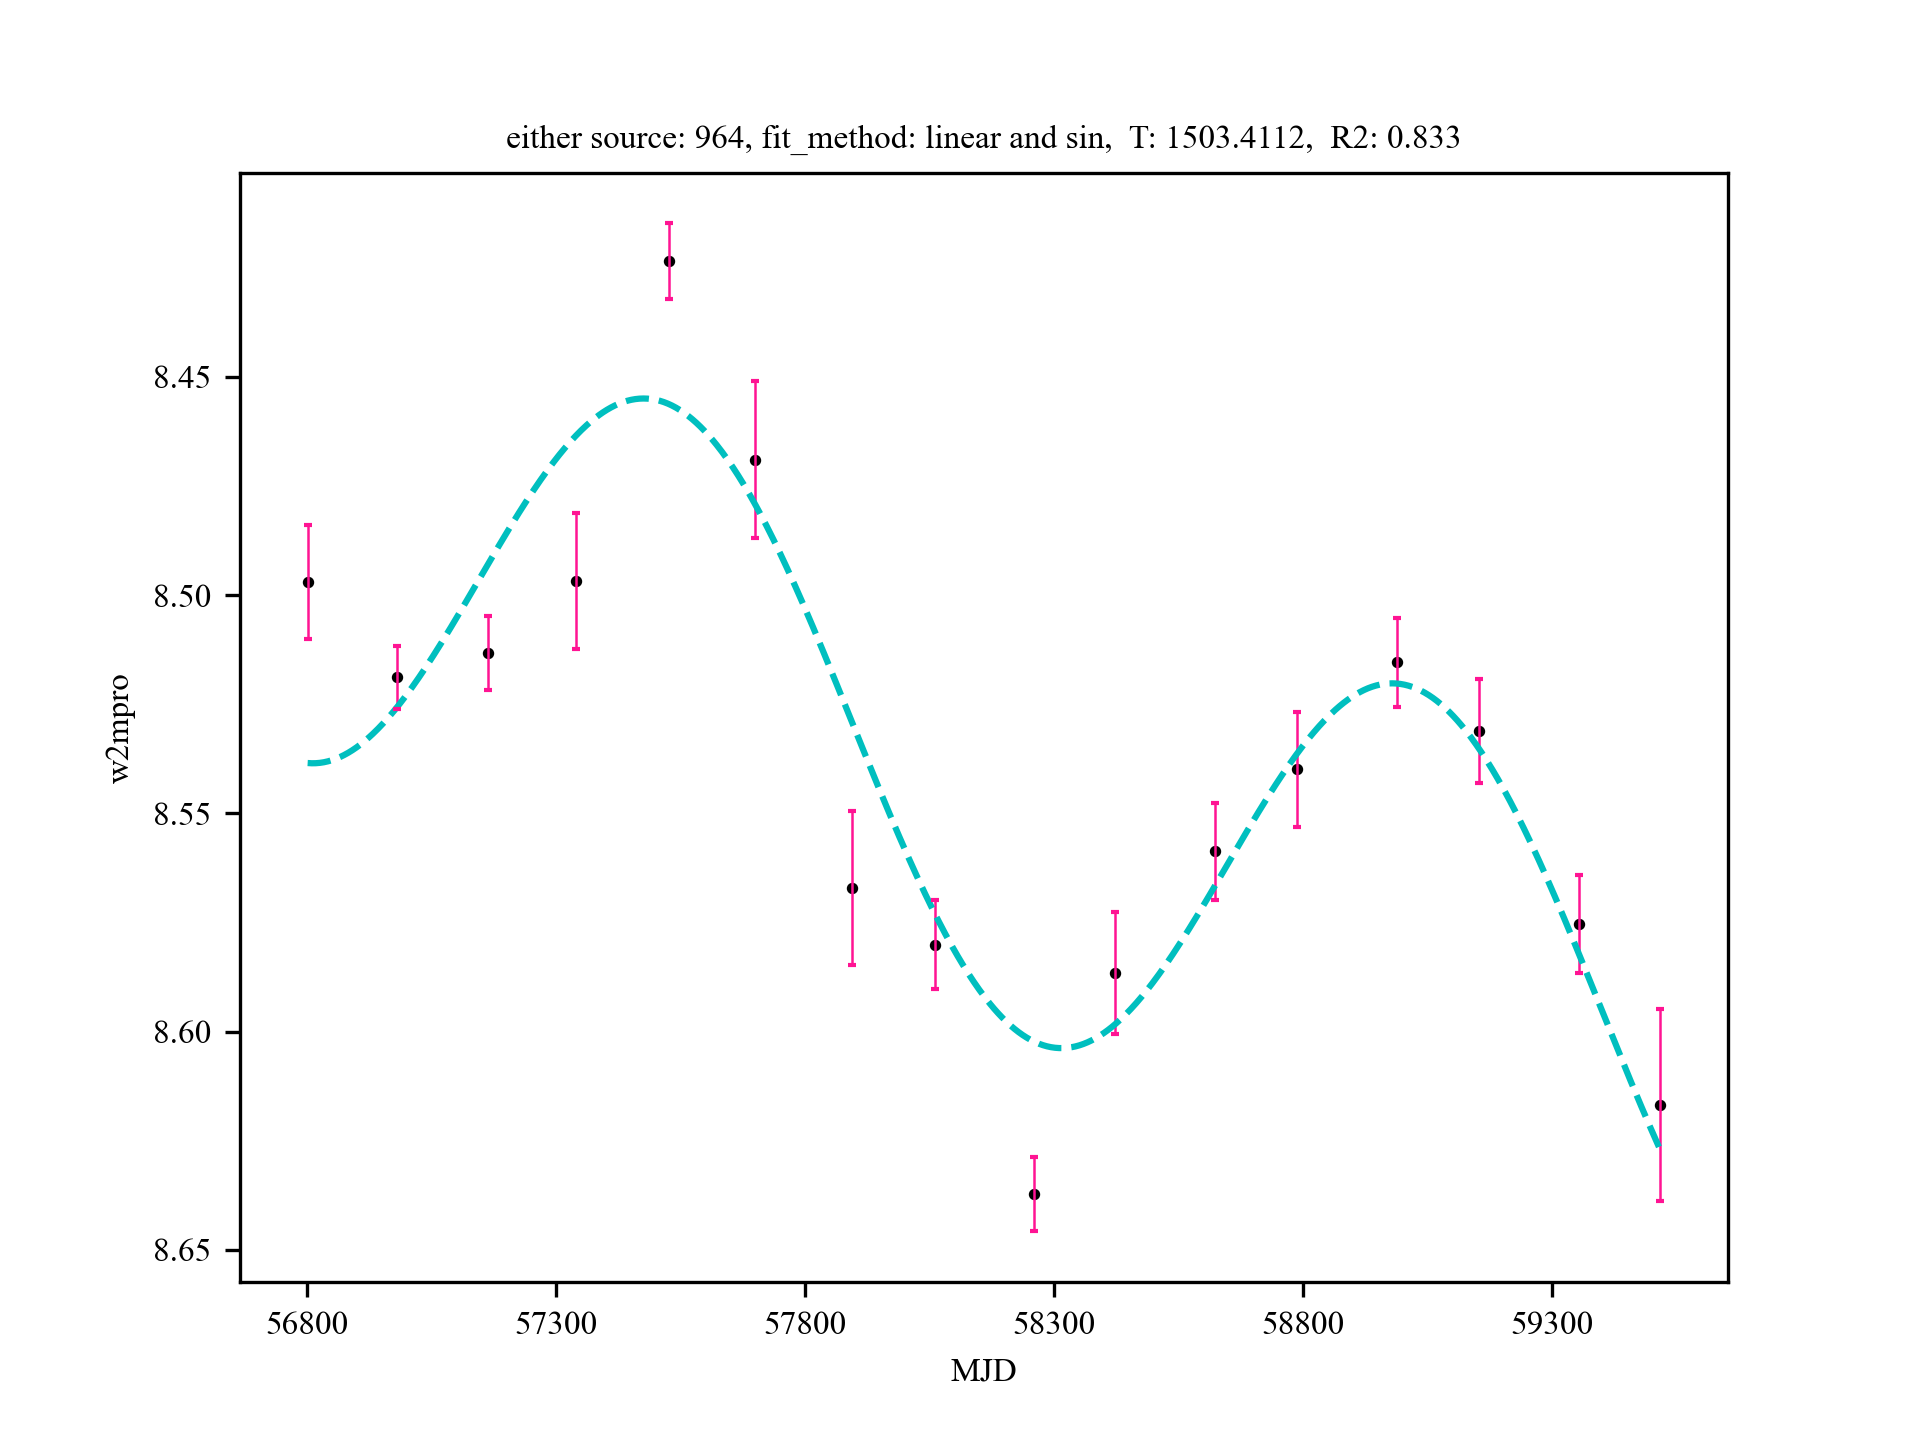 either source: 964, fit_method: linear and sin,  T: 1503.4112,  R2: 0.833
8.45
8.50
8.55
8.60
8.65
w2mpro
56800 57300 57800 58300 58800 59300
MJD